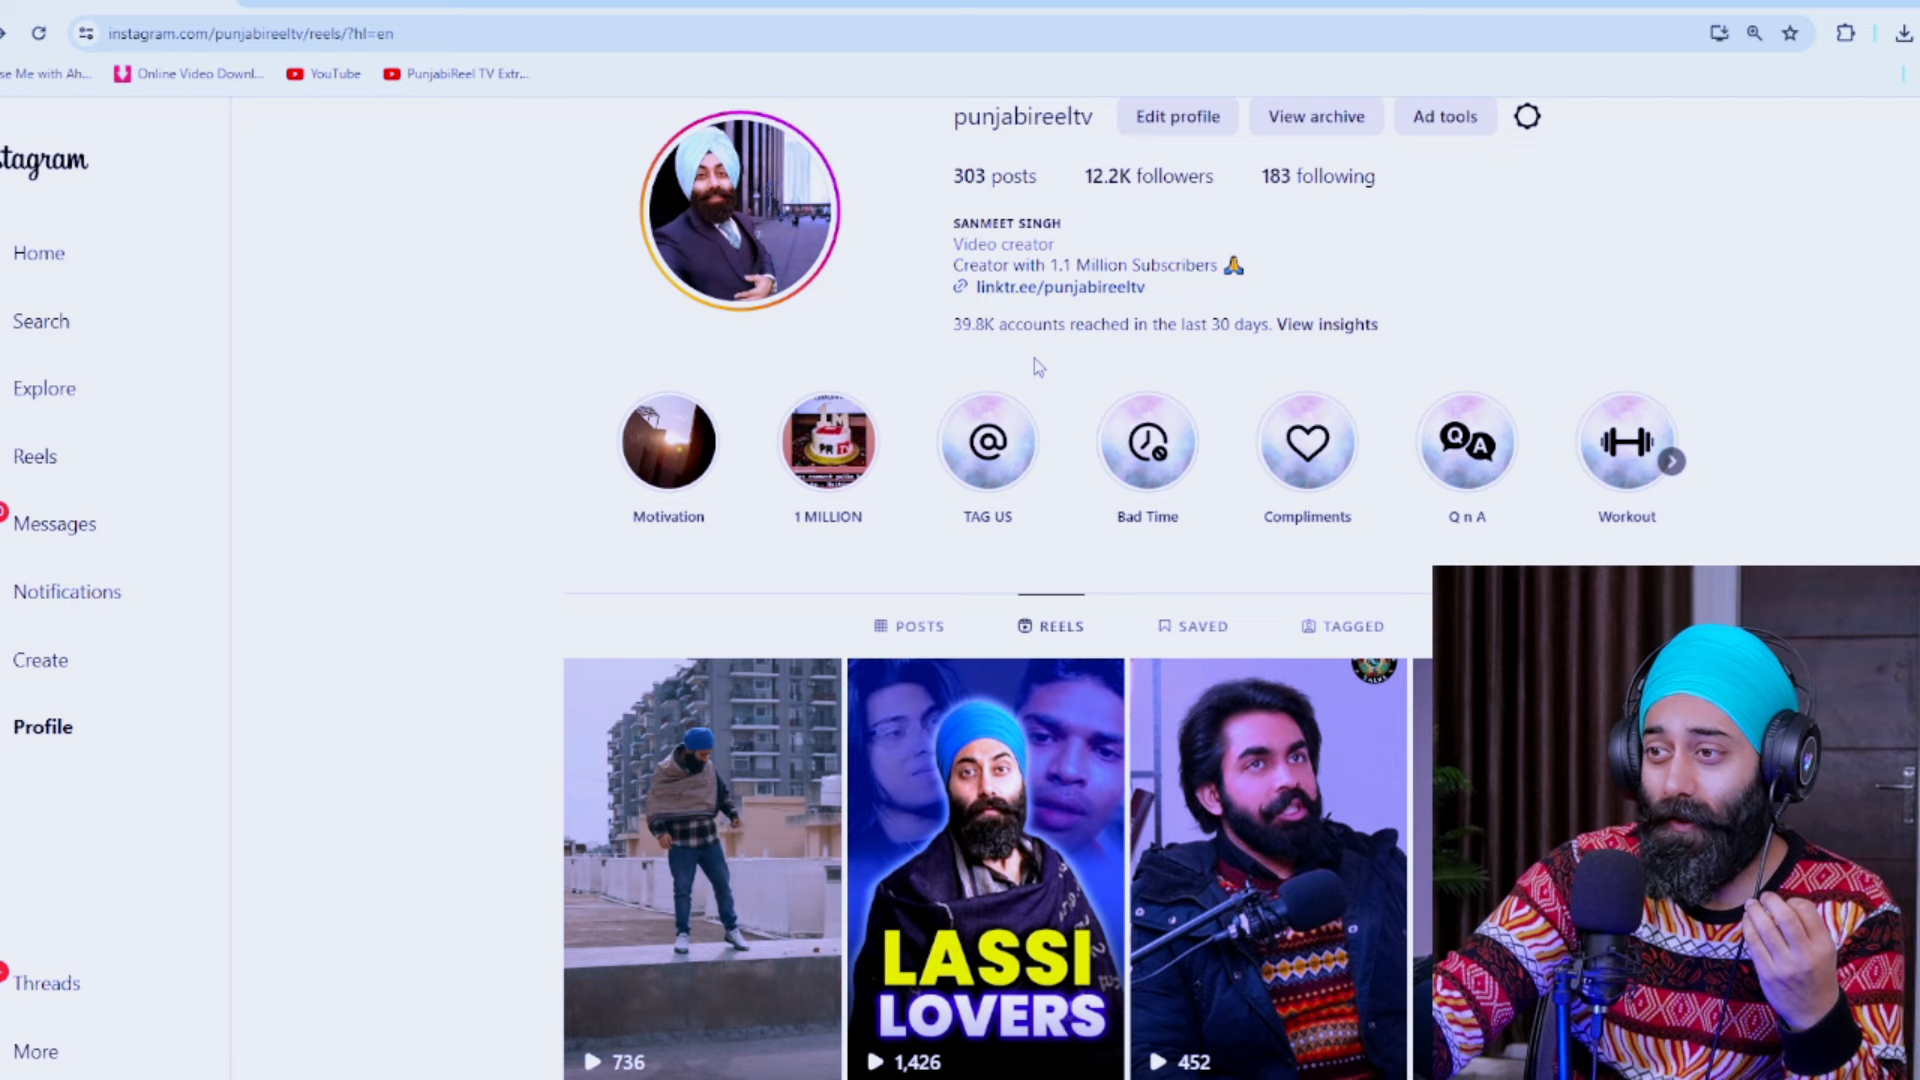 instagram.com/punjabireeltv/reels/?hl=en
se Me with Ah...
Online Video Downl...
YouTube
PunjabiReel TV Extr...
stagram
Home
Search
Explore
Reels
Messages
Notifications
Create
Profile
Threads
More
punjabireeltv
Edit profile
View archive
Ad tools
303 posts
12.2K followers
183 following
SANMEET SINGH
Video creator
Creator with 1.1 Million Subscribers 🙏
linktr.ee/punjabireeltv
39.8K accounts reached in the last 30 days. View insights
1M
PR TV
Q A
Motivation
1 MILLION
TAG US
Bad Time
Compliments
Q n A
Workout
POSTS
REELS
SAVED
TAGGED
LASSI
LOVERS
736
1,426
452